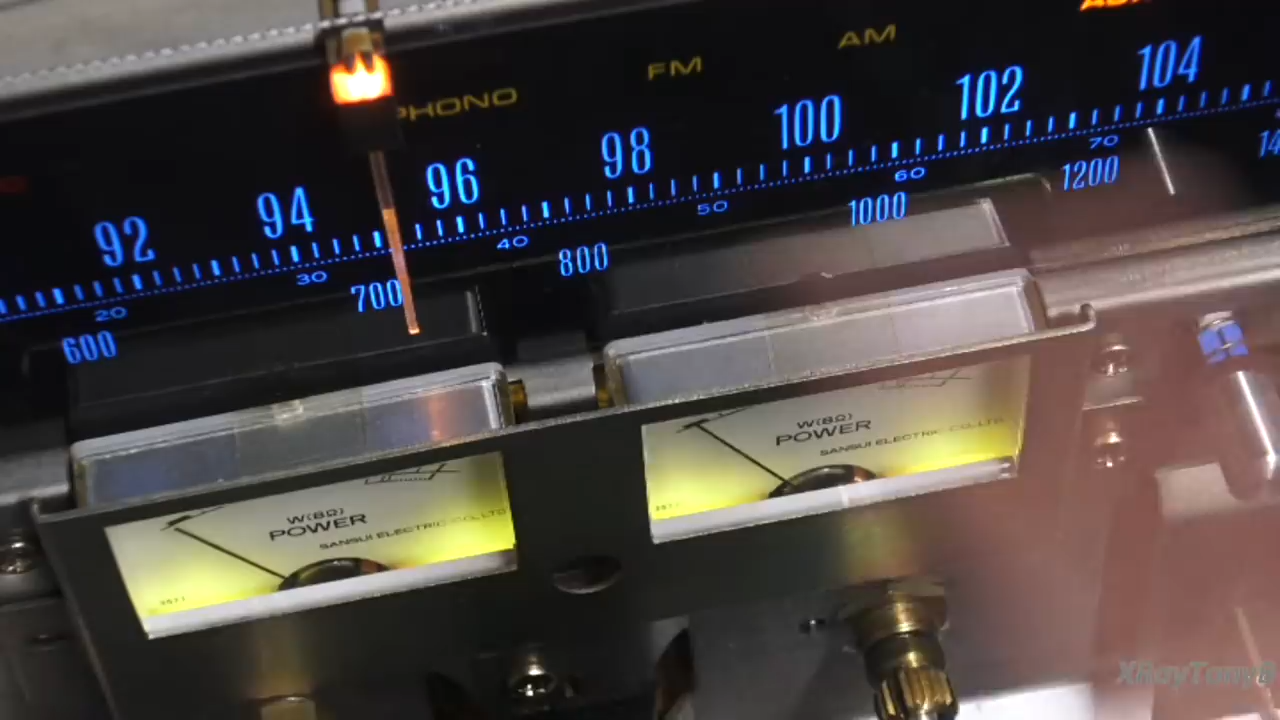 AM
FM
PHONO
92 94 96 98 100 102 104
20 30 40 50 60 70
600 700 800 1000 1200
W(8Ω)
POWER
SANSUI ELECTRIC CO.,LTD.
W(8Ω)
POWER
SANSUI ELECTRIC CO.,LTD